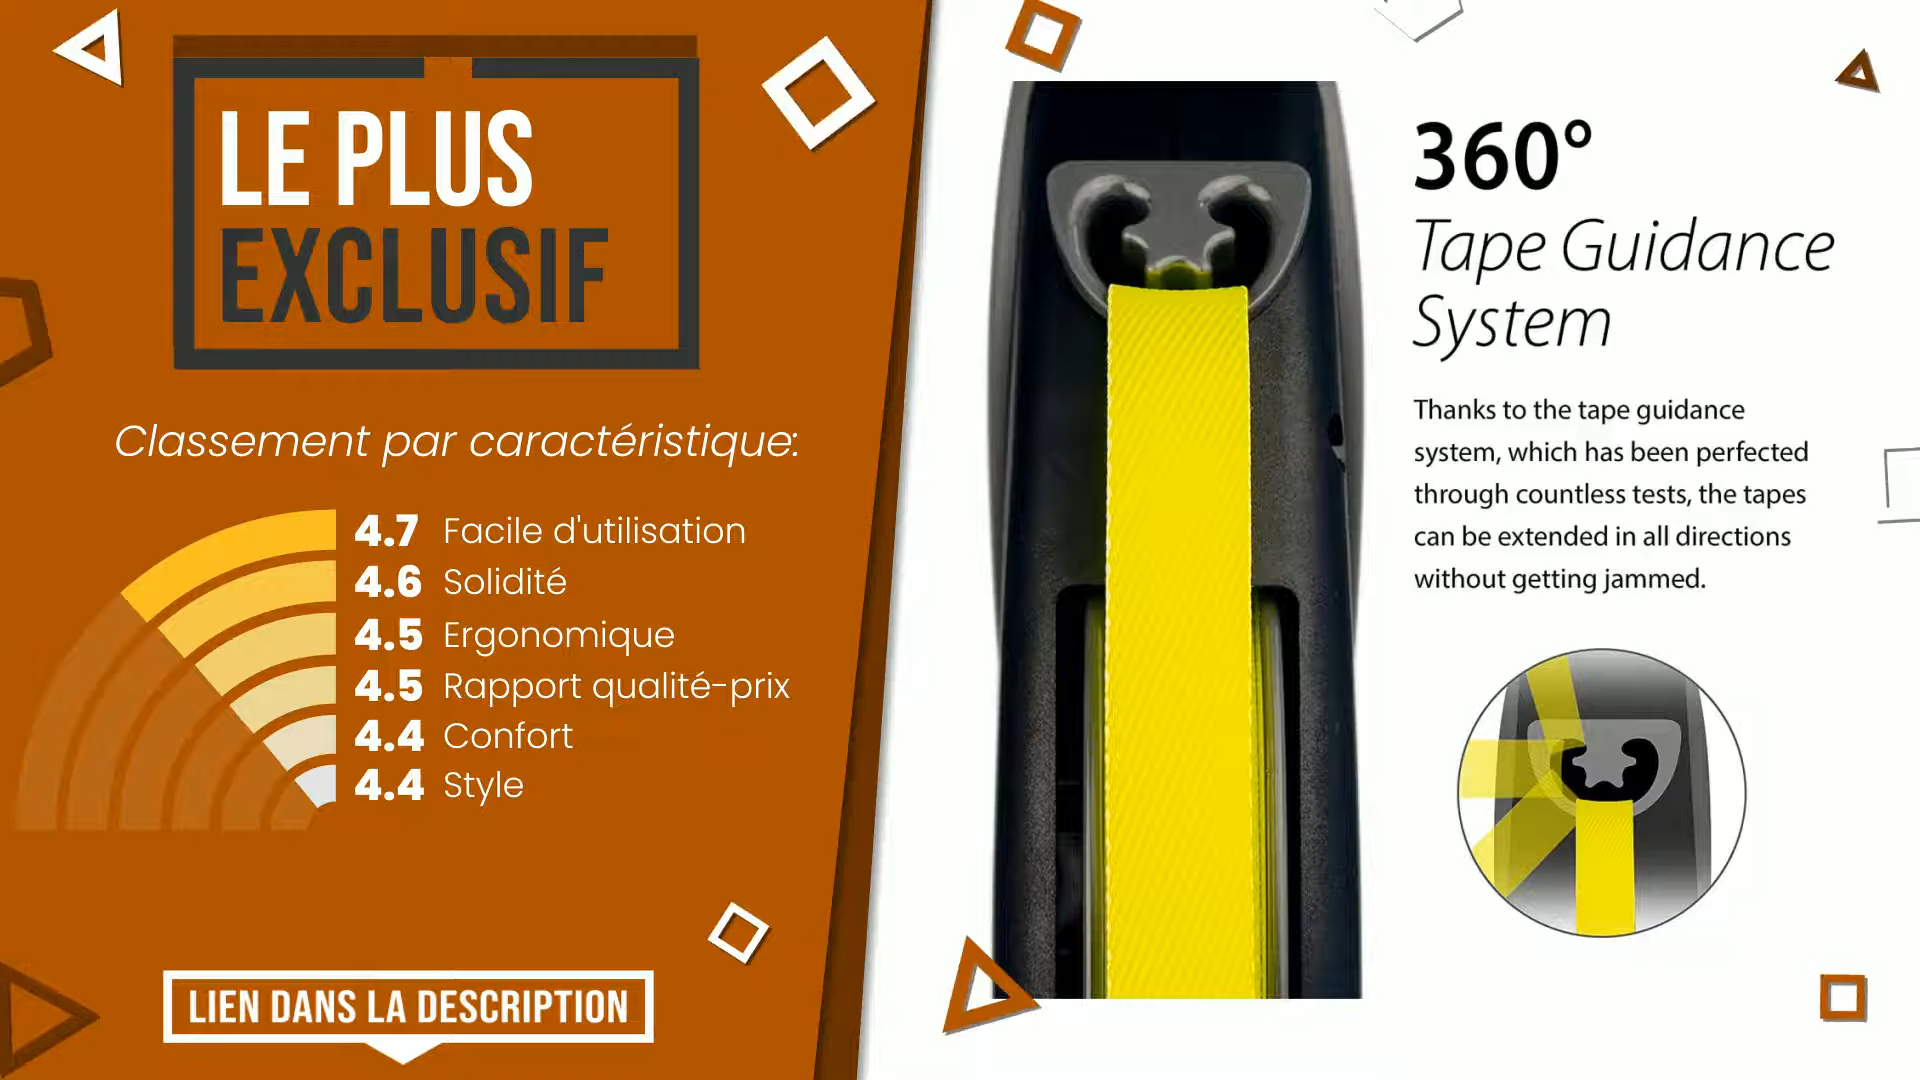 LE PLUS
EXCLUSIF
Classement par caractéristique:
4.7 Facile d'utilisation
4.6 Solidité
4.5 Ergonomique
4.5 Rapport qualité-prix
4.4 Confort
4.4 Style
LIEN DANS LA DESCRIPTION
360°
Tape Guidance
System
Thanks to the tape guidance
system, which has been perfected
through countless tests, the tapes
can be extended in all directions
without getting jammed.